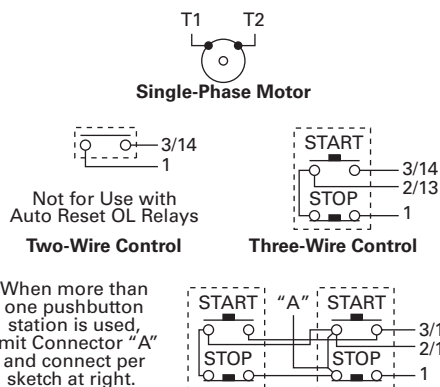 T1 T2
Single-Phase Motor
3/14
1
Not for Use with
Auto Reset OL Relays
Two-Wire Control
START
3/14
2/13
STOP
1
Three-Wire Control
When more than
one pushbutton
station is used,
"A"
and connect per
sketch at right.
START "A" START
STOP STOP
1